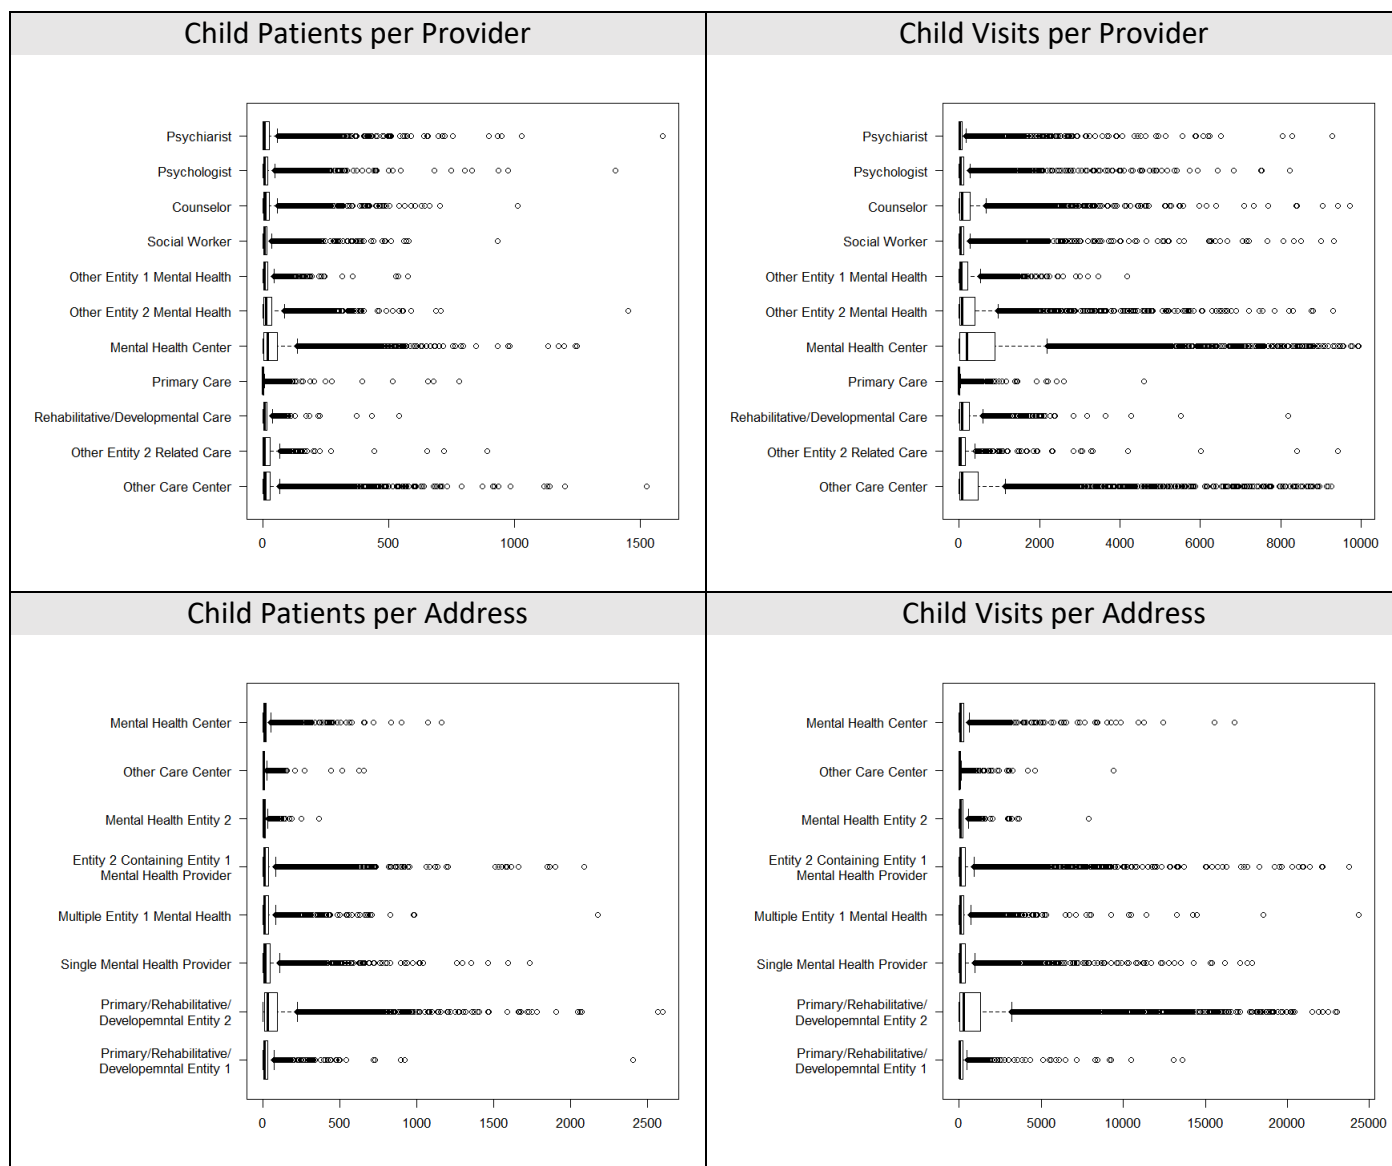 Child Patients per Provider
Psychiarist
Psychologist
Counselor
Social Worker
Other Entity 1 Mental Health
Other Entity 2 Mental Health
Mental Health Center
Primary Care
Rehabilitative/Developmental Care
Other Entity 2 Related Care
Other Care Center
0 500 1000 1500
Child Visits per Provider
Psychiarist
Psychologist
Counselor
Social Worker
Other Entity 1 Mental Health
Other Entity 2 Mental Health
Mental Health Center
Primary Care
Rehabilitative/Developmental Care
Other Entity 2 Related Care
Other Care Center
0 2000 4000 6000 8000 10000
Child Patients per Address
Mental Health Center
Other Care Center
Mental Health Entity 2
Entity 2 Containing Entity 1
Mental Health Provider
Multiple Entity 1 Mental Health
Single Mental Health Provider
Primary/Rehabilitative/
Developemntal Entity 2
Primary/Rehabilitative/
Developemntal Entity 1
0 500 1000 1500 2000 2500
Child Visits per Address
Mental Health Center
Other Care Center
Mental Health Entity 2
Entity 2 Containing Entity 1
Mental Health Provider
Multiple Entity 1 Mental Health
Single Mental Health Provider
Primary/Rehabilitative/
Developemntal Entity 2
Primary/Rehabilitative/
Developemntal Entity 1
0 5000 10000 15000 20000 25000